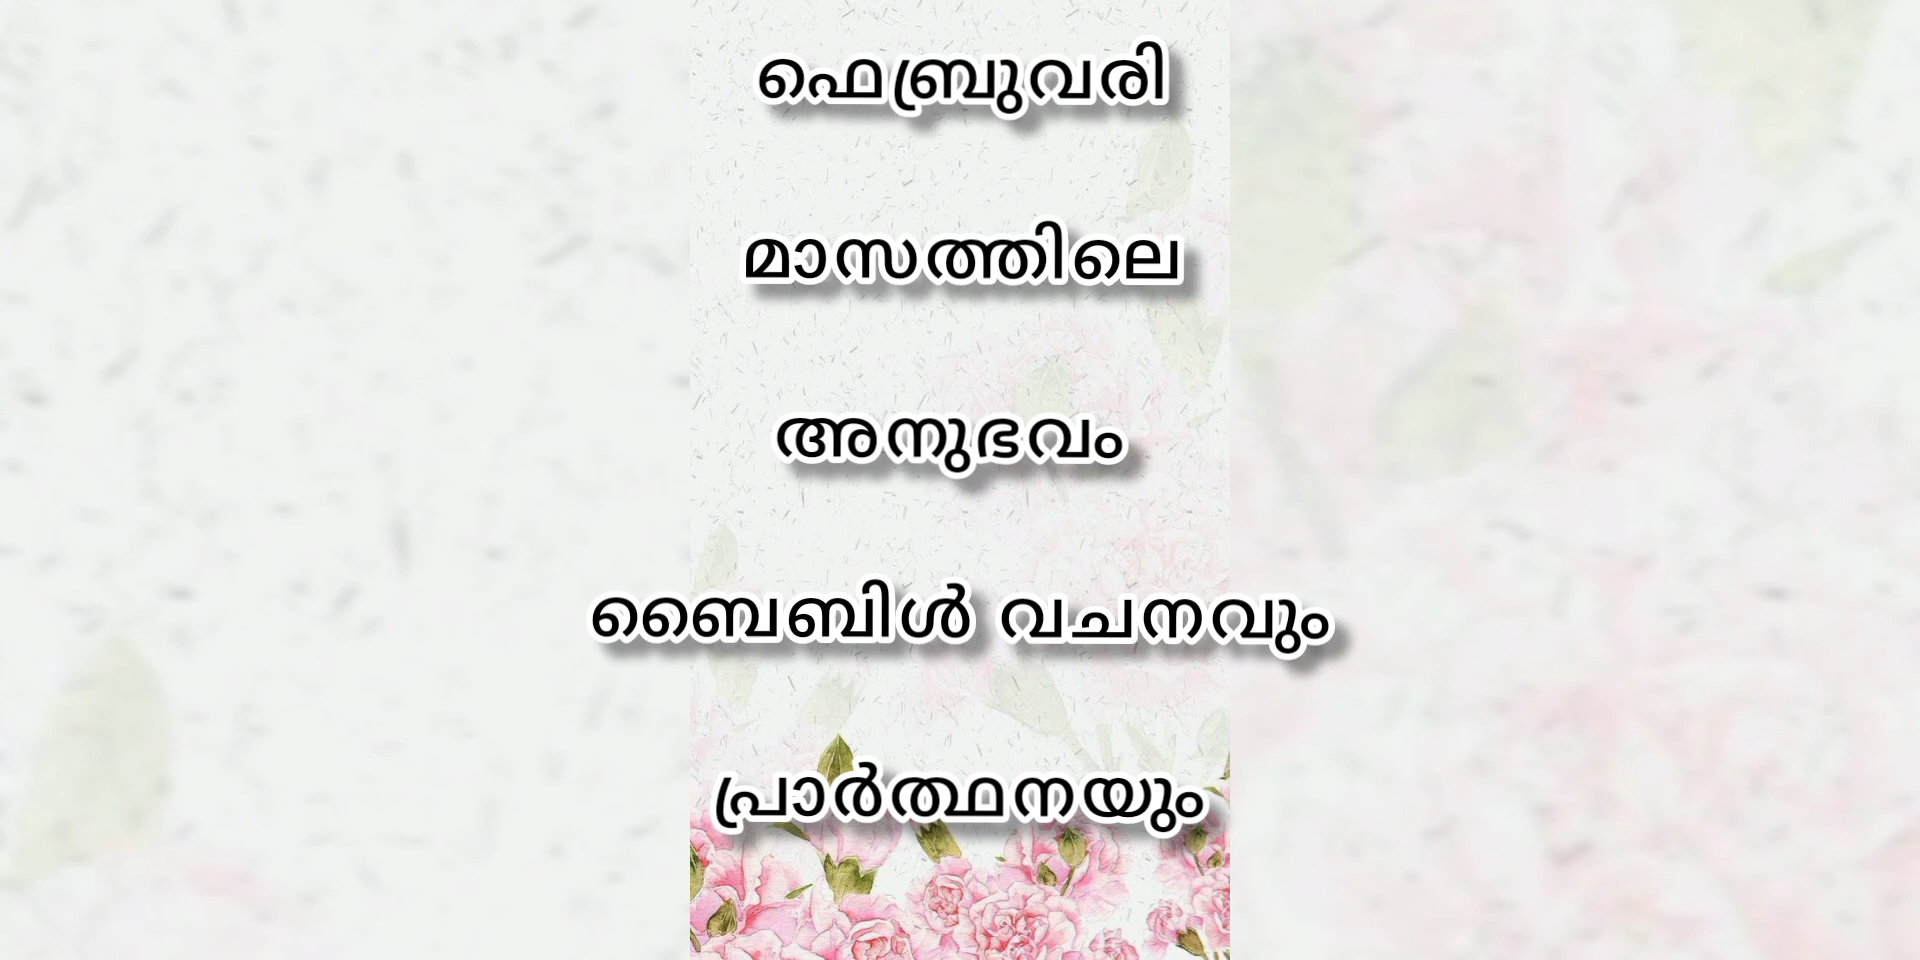 ഫെബ്രുവരി
മാസത്തിലെ
അനുഭവം
ബൈബിൾ വചനവും
പ്രാർത്ഥനയും